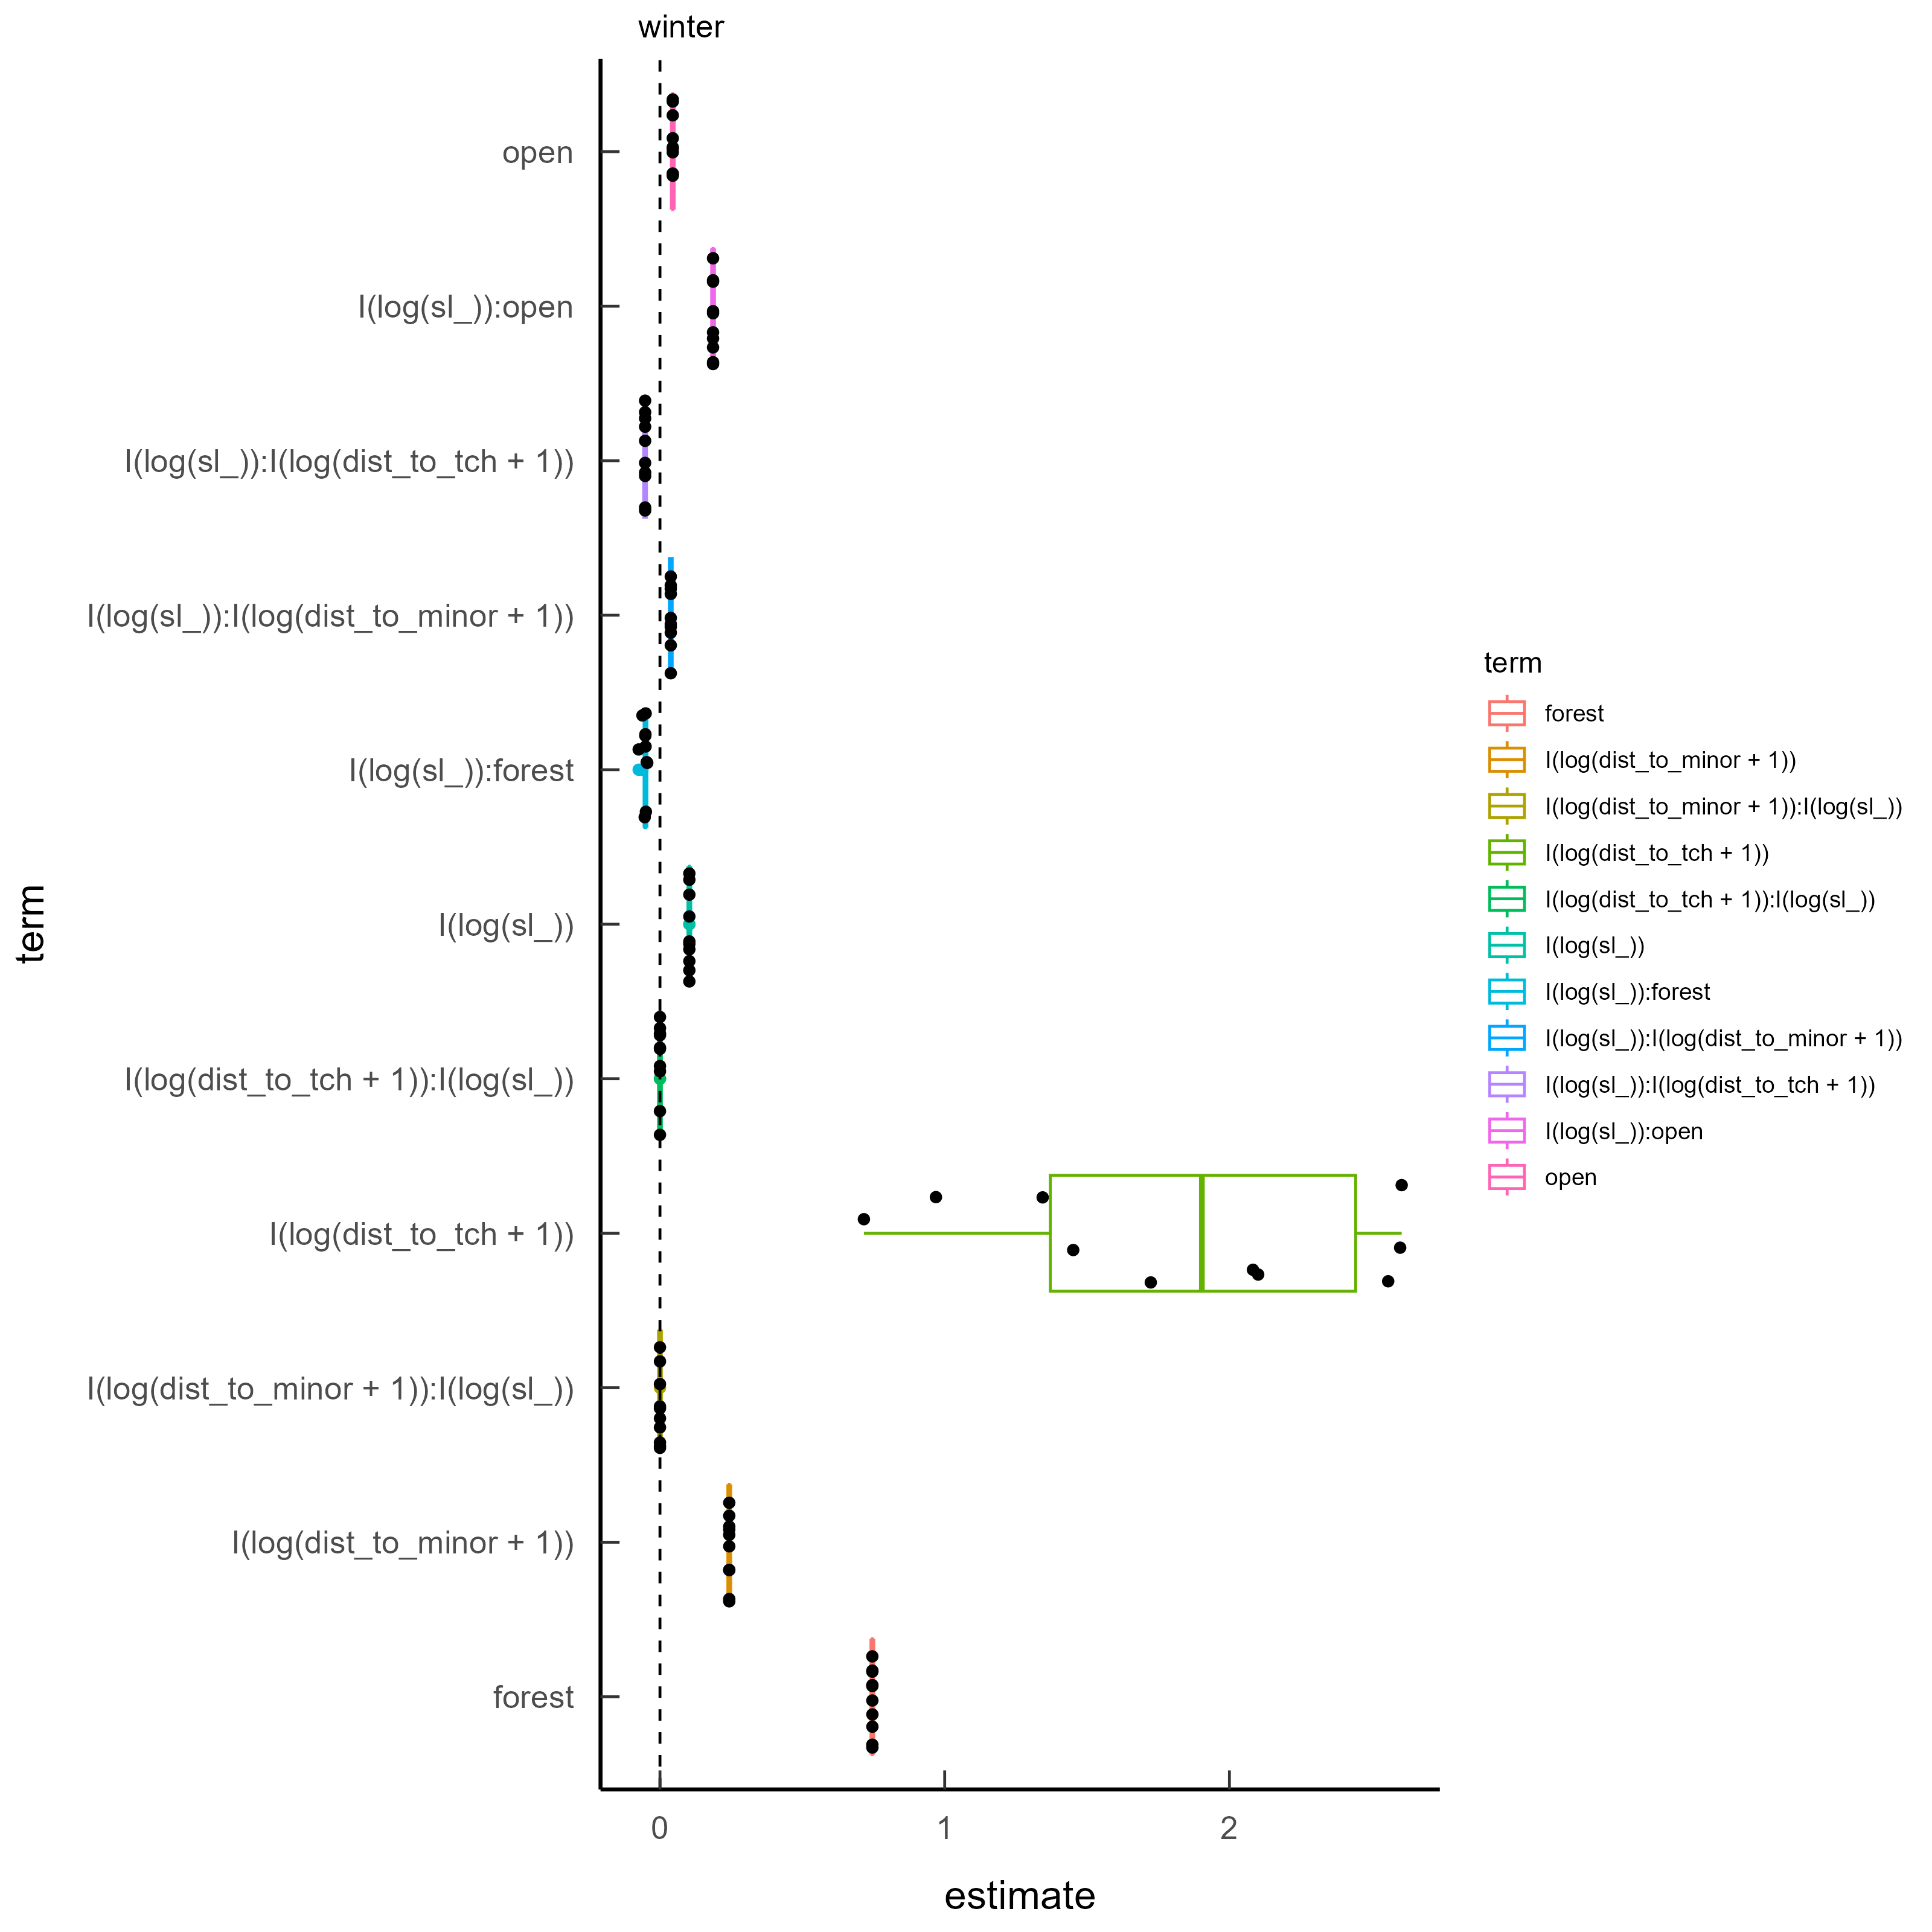 winter
open
I(log(sl_)):open
I(log(sl_)):I(log(dist_to_tch + 1))
I(log(sl_)):I(log(dist_to_minor + 1))
I(log(sl_)):forest
I(log(sl_))
I(log(dist_to_tch + 1)):I(log(sl_))
I(log(dist_to_tch + 1))
I(log(dist_to_minor + 1)):I(log(sl_))
I(log(dist_to_minor + 1))
forest
term
0 1 2
estimate
term
forest
I(log(dist_to_minor + 1))
I(log(dist_to_minor + 1)):I(log(sl_))
I(log(dist_to_tch + 1))
I(log(dist_to_tch + 1)):I(log(sl_))
I(log(sl_))
I(log(sl_)):forest
I(log(sl_)):I(log(dist_to_minor + 1))
I(log(sl_)):I(log(dist_to_tch + 1))
I(log(sl_)):open
open